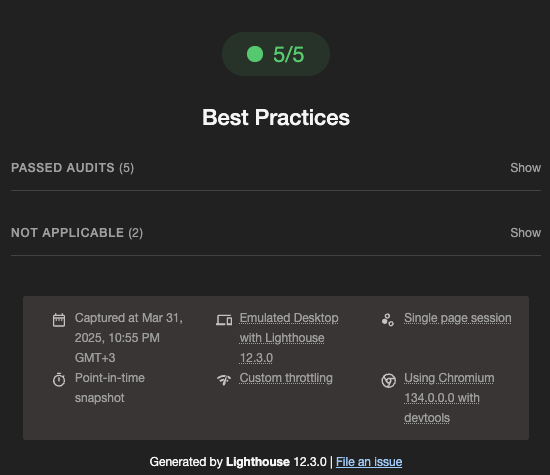 5/5
Best Practices
PASSED AUDITS (5) Show
NOT APPLICABLE (2) Show
Captured at Mar 31,
2025, 10:55 PM
GMT+3
Emulated Desktop
with Lighthouse
12.3.0
Single page session
Point-in-time
snapshot
Custom throttling
Using Chromium
134.0.0.0 with
devtools
Generated by Lighthouse 12.3.0 | File an issue